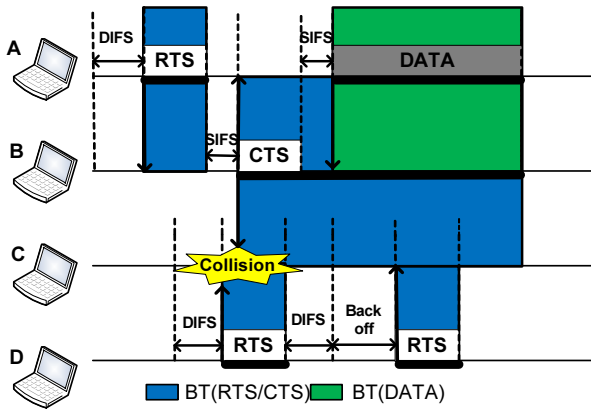 A
DIFS
RTS
SIFS
DATA
B
SIFS
CTS
C
Collision
D
DIFS
RTS
DIFS
Back
off
RTS
BT(RTS/CTS)
BT(DATA)